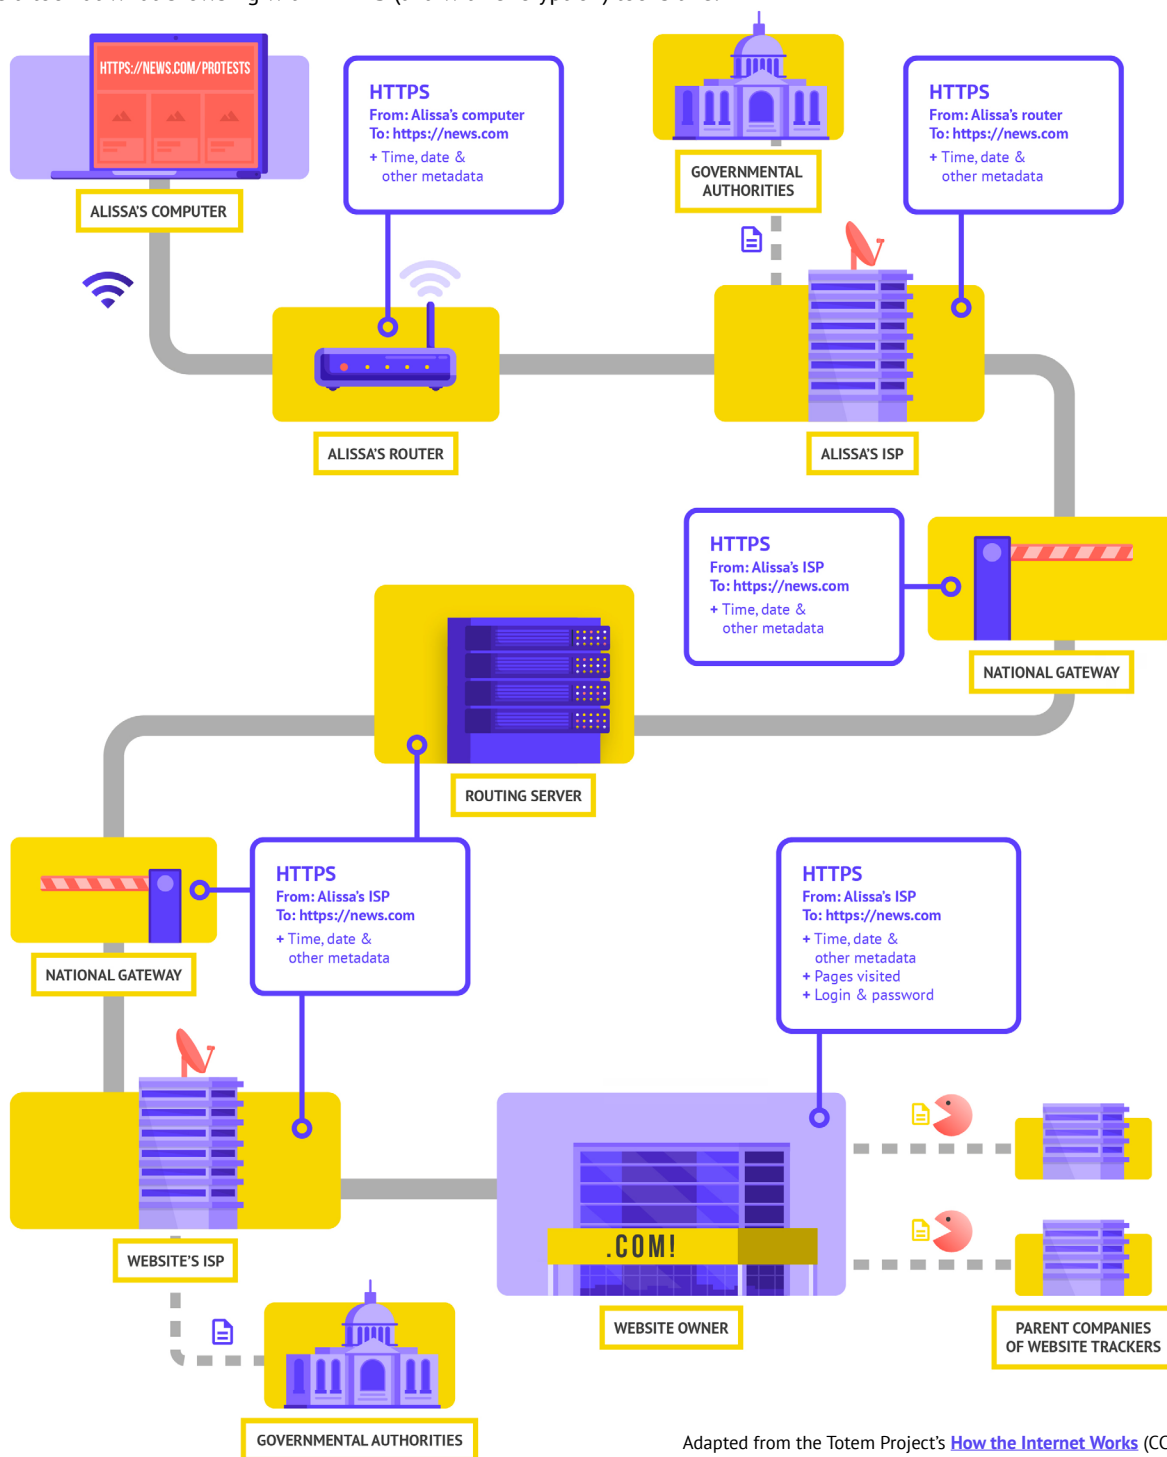 HTTPS://NEWS.COM/PROTESTS
ALISSA'S COMPUTER
HTTPS
From: Alissa's computer
To: https://news.com
+ Time, date &
other metadata
ALISSA'S ROUTER
GOVERNMENTAL
AUTHORITIES
HTTPS
From: Alissa's router
To: https://news.com
+ Time, date &
other metadata
ALISSA'S ISP
HTTPS
From: Alissa's ISP
To: https://news.com
+ Time, date &
other metadata
NATIONAL GATEWAY
ROUTING SERVER
NATIONAL GATEWAY
HTTPS
From: Alissa's ISP
To: https://news.com
+ Time, date &
other metadata
HTTPS
From: Alissa's ISP
To: https://news.com
+ Time, date &
other metadata
+ Pages visited
+ Login & password
WEBSITE'S ISP
.COM!
WEBSITE OWNER
PARENT COMPANIES
OF WEBSITE TRACKERS
GOVERNMENTAL AUTHORITIES
Adapted from the Totem Project's How the Internet Works (CC